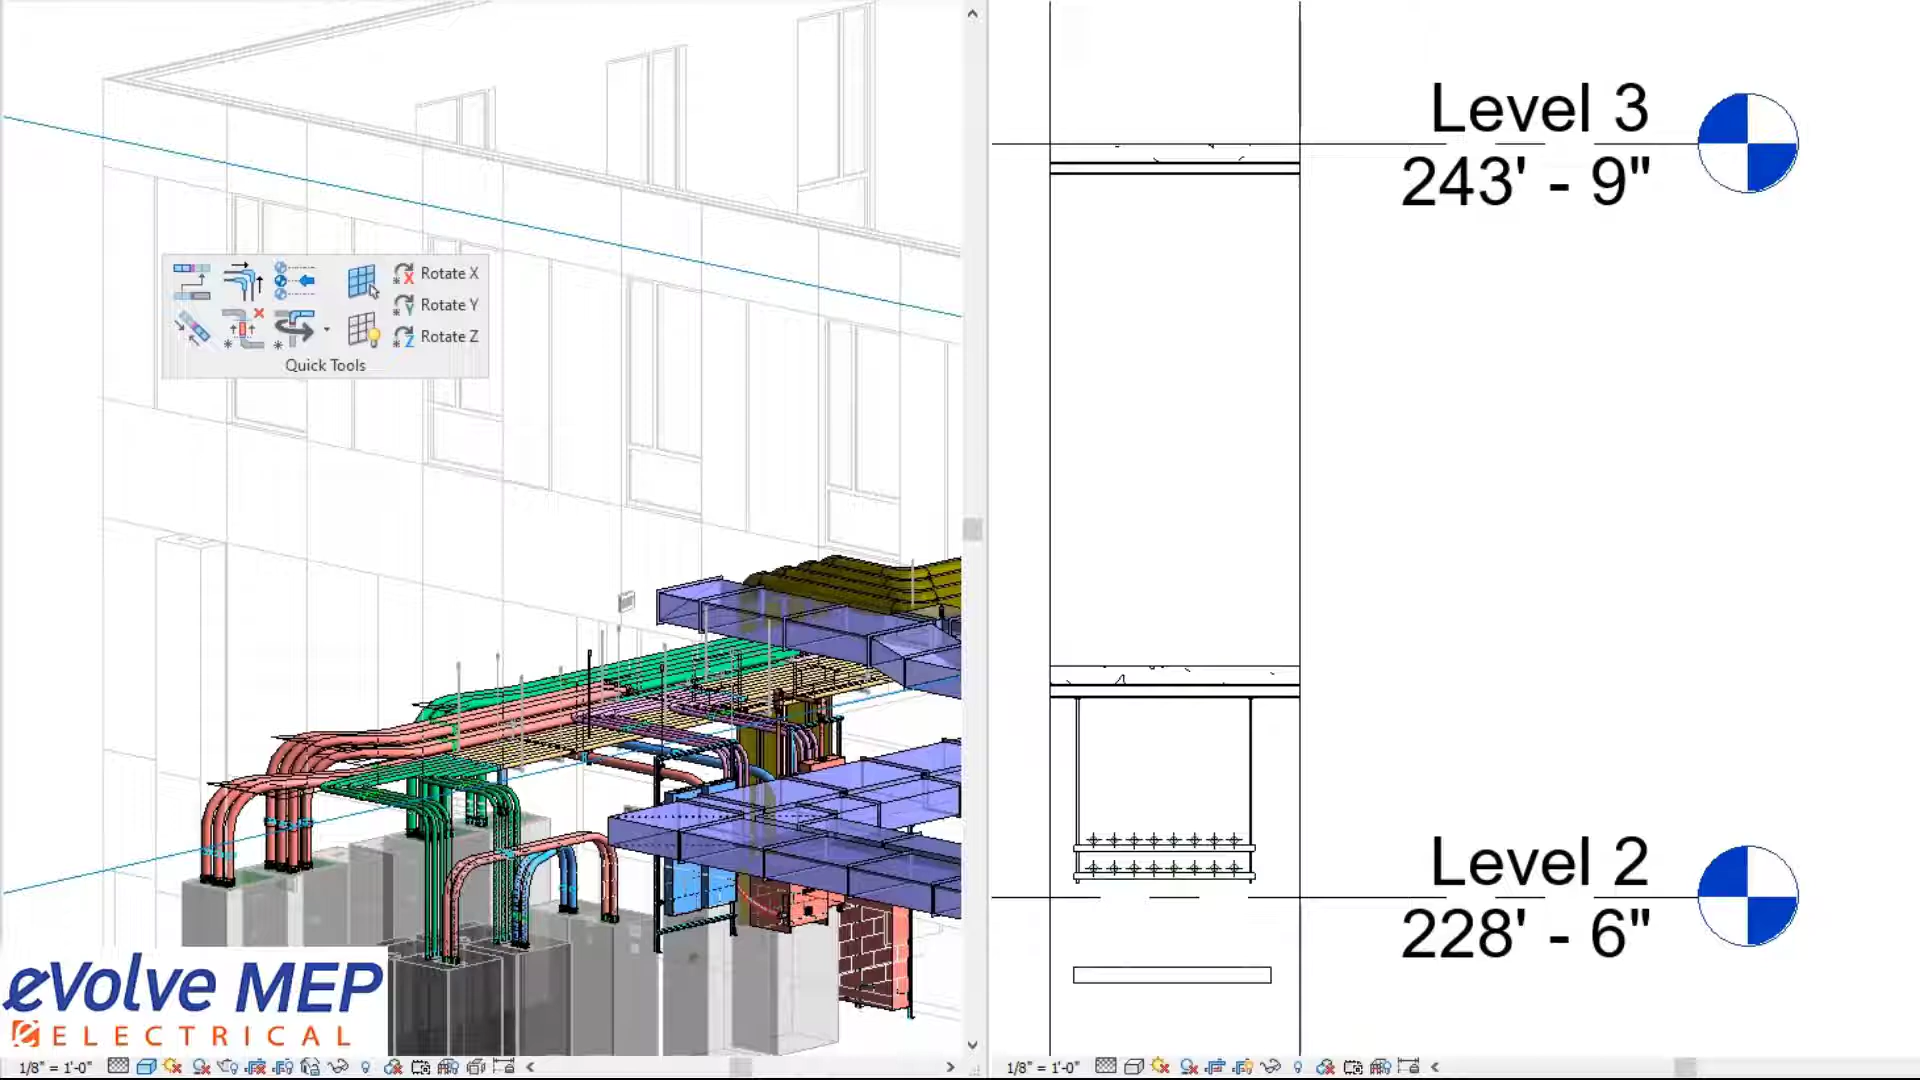 Rotate X
Rotate Y
Rotate Z
Quick Tools
eVolve MEP
ELECTRICAL
1/8" = 1'-0"
Level 3
243' - 9"
Level 2
228' - 6"
1/8" = 1'-0"